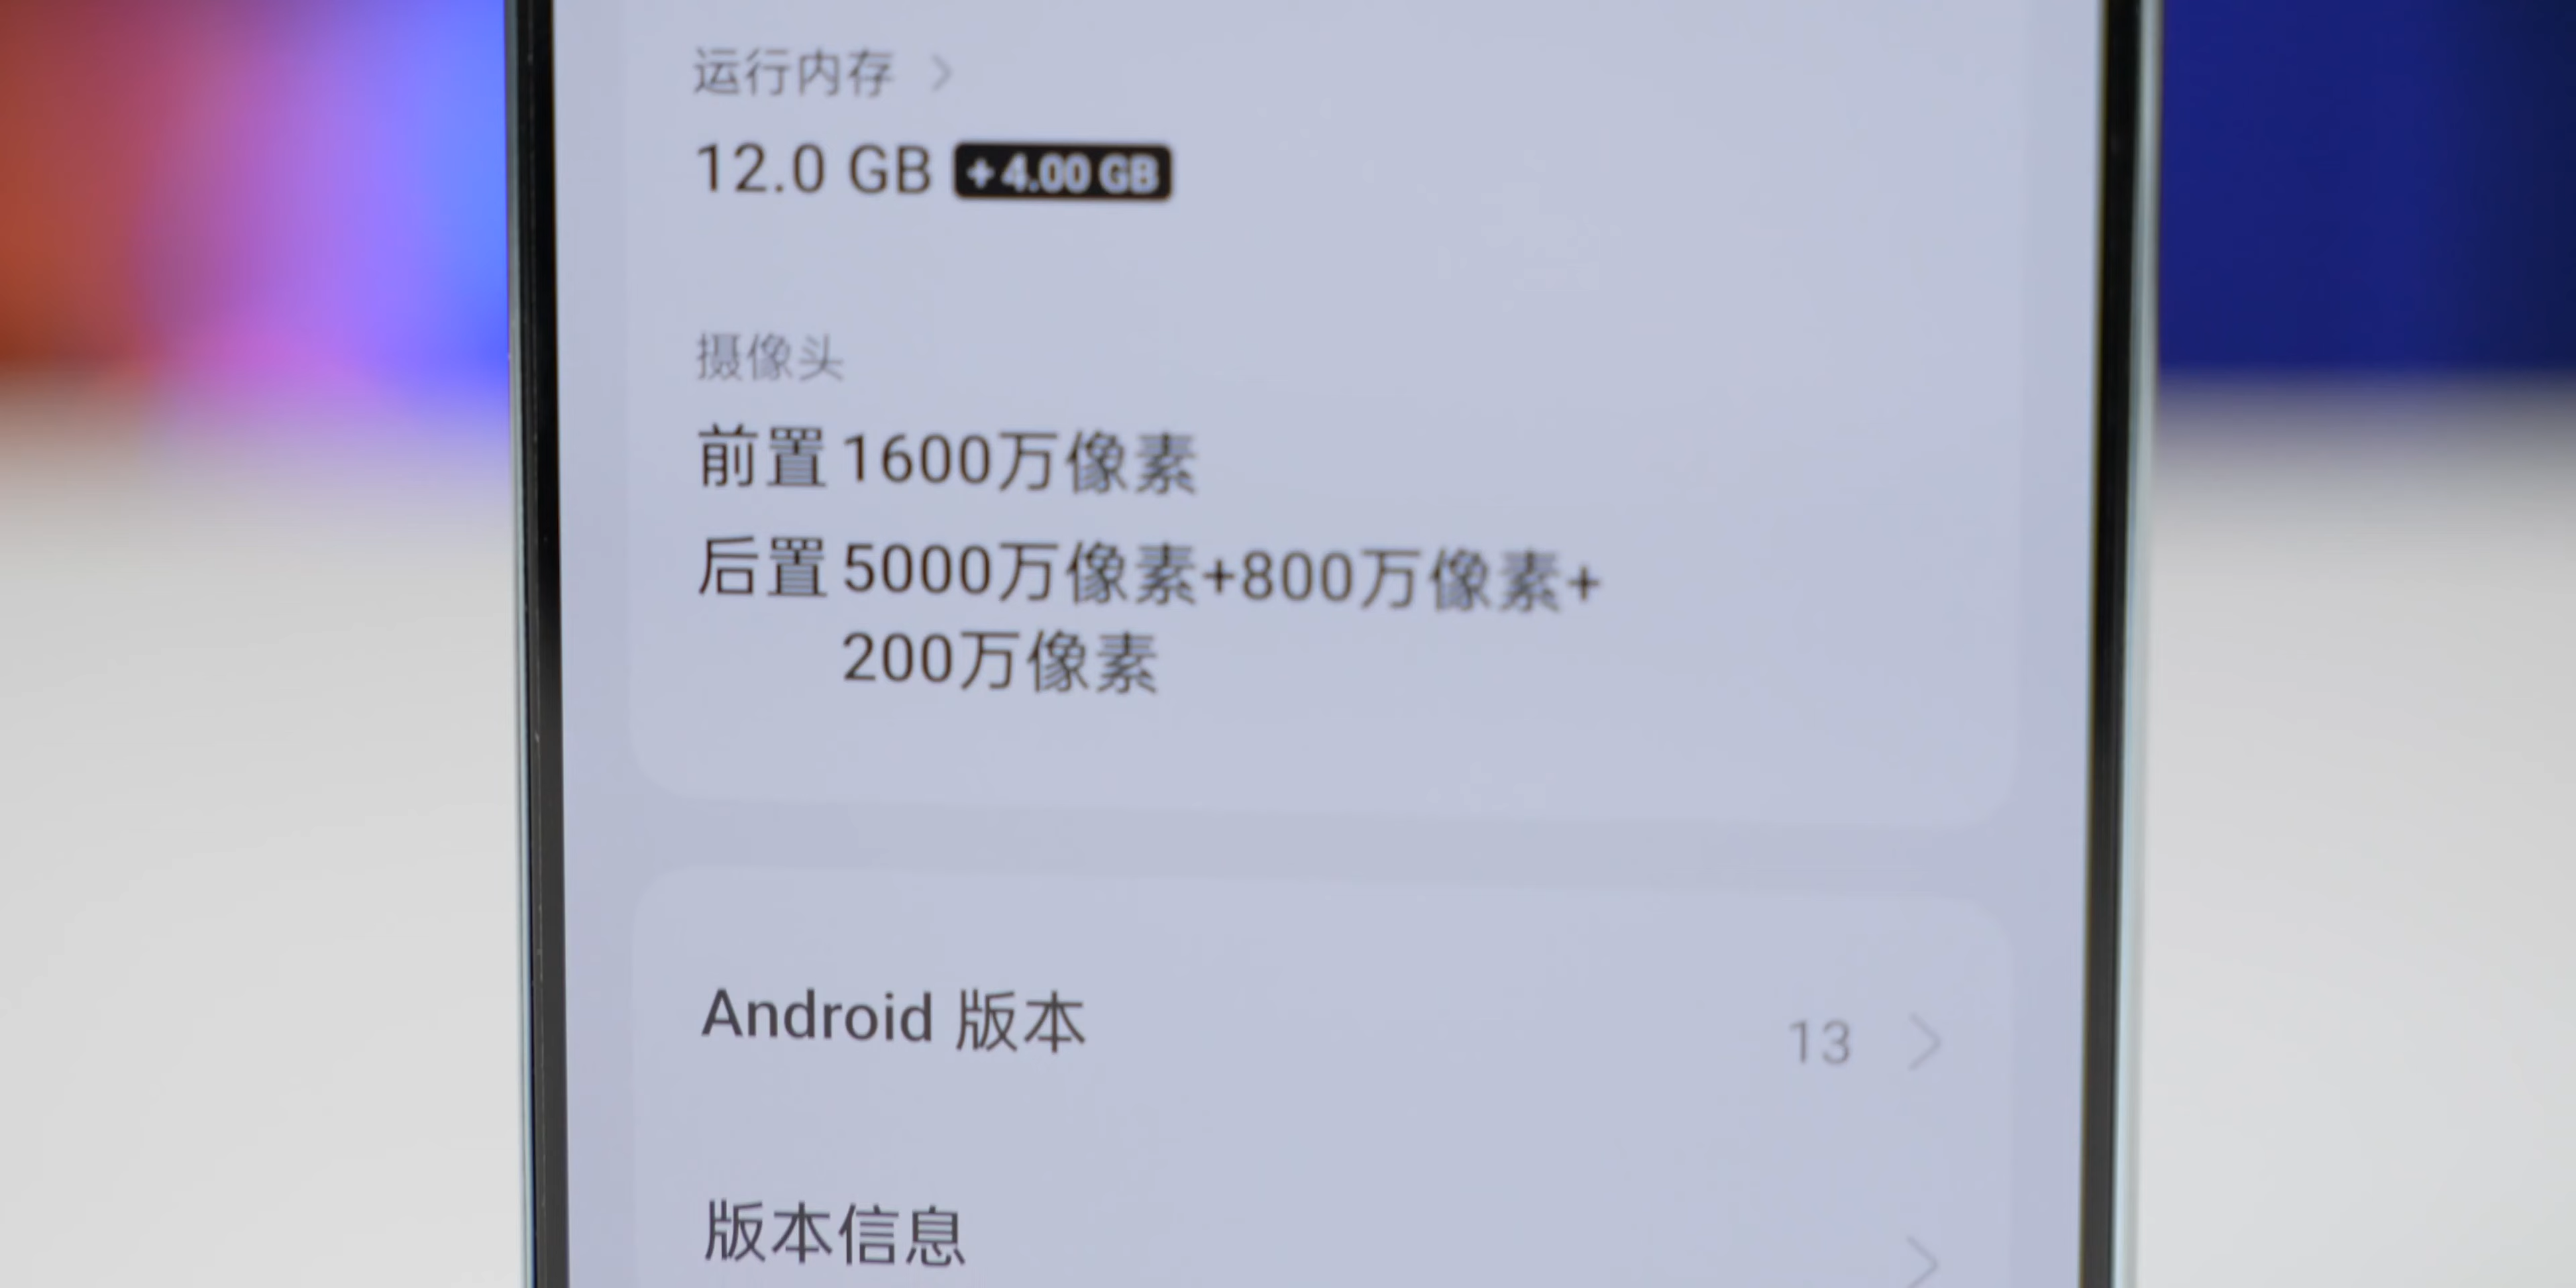 运行内存
12.0 GB + 4.00 GB
摄像头
前置 1600万像素
后置 5000万像素+800万像素+
200万像素
Android 版本 13
版本信息